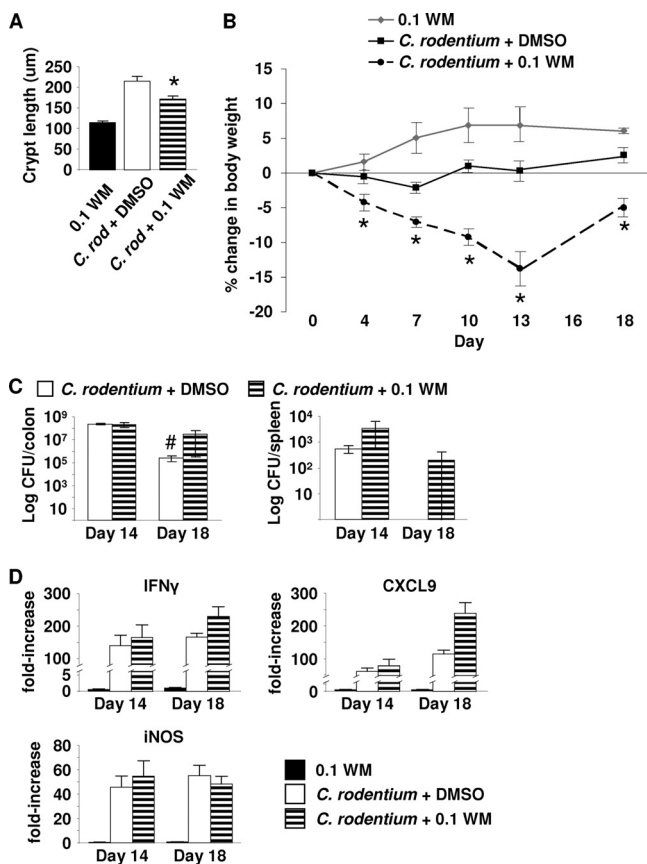 A
Crypt length (um)
250
200
150
100
50
0
*
0.1 WM
C. rod + DMSO
C. rod + 0.1 WM
B
0.1 WM
C. rodentium + DMSO
C. rodentium + 0.1 WM
% change in body weight
15
10
5
0
-5
-10
-15
-20
* * * * *
0 4 7 10 13 16 18
Day
C
C. rodentium + DMSO C. rodentium + 0.1 WM
Log CFU/colon
10⁹
10⁷
10⁵
10³
10
#
Day 14 Day 18
Log CFU/spleen
10⁴
10³
10²
10
Day 14 Day 18
D
IFNγ
fold-increase
300
200
100
5
0
Day 14 Day 18
CXCL9
fold-increase
300
200
100
0
Day 14 Day 18
iNOS
fold-increase
80
60
40
20
0
Day 14 Day 18
0.1 WM
C. rodentium + DMSO
C. rodentium + 0.1 WM